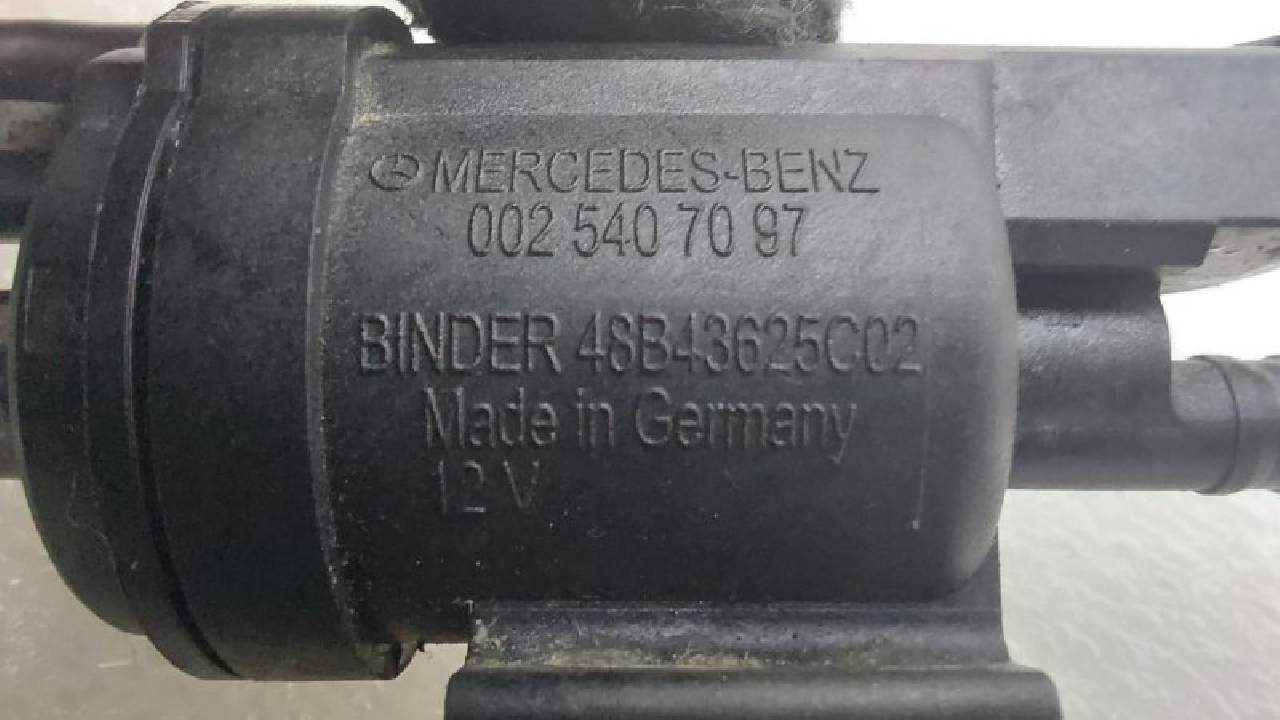 MERCEDES-BENZ
002 540 70 97
BINDER 48B43625C02
Made in Germany
12 V